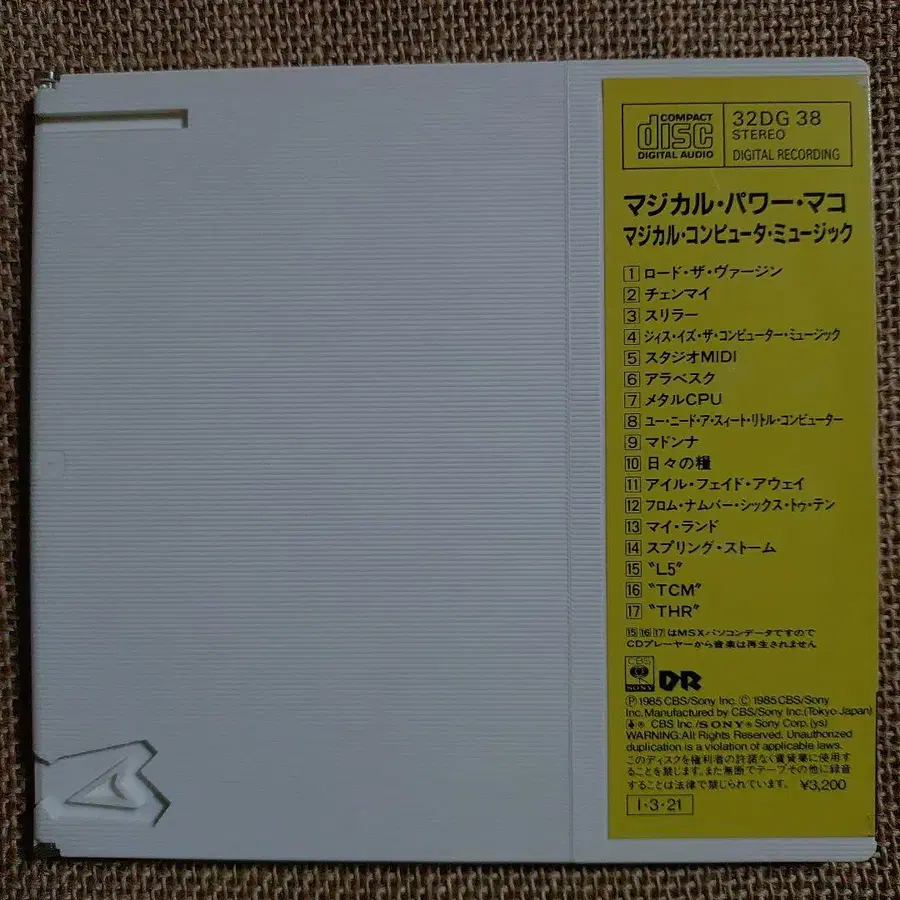 COMPACT
disc
DIGITAL AUDIO
32DG 38
STEREO
DIGITAL RECORDING
マジカル・パワー・マコ
マジカル・コンピュータ・ミュージック
1 ロード・ザ・ヴァージン
2 チェンマイ
3 スリラー
4 ジィス・イズ・ザ・コンピューター・ミュージック
5 スタジオMIDI
6 アラベスク
7 メタルCPU
8 ユー・ニード・ア・スィート・リトル・コンピューター
9 マドンナ
10 日々の糧
11 アイル・フェイド・アウェイ
12 フロム・ナムバー・シックス・トゥ・テン
13 マイ・ランド
14 スプリング・ストーム
15 “L5”
16 “TCM”
17 “THR”
15 16 17 はMSXパソコンデータですので
CDプレーヤーから音楽は再生されません
CBS
SONY
DR
Ⓟ1985 CBS/Sony Inc. Ⓒ 1985 CBS/Sony
Inc. Manufactured by CBS/Sony Inc.(Tokyo Japan)
® CBS Inc./SONY® Sony Corp. (ys)
WARNING:All Rights Reserved. Unauthorized
duplication is a violation of applicable laws.
このディスクを権利者の許諾なく賃貸業に使用す
ることを禁じます。また無断でテープその他に録音
することは法律で禁じられています。 ¥3,200
1・3・21